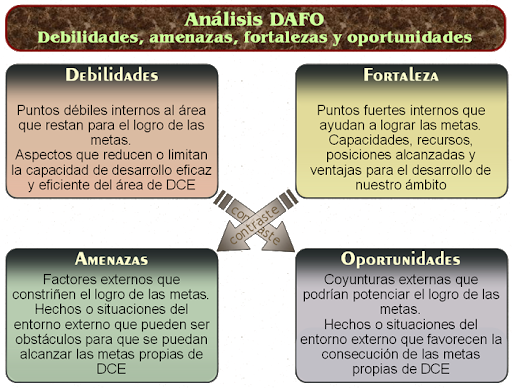 Análisis DAFO
Debilidades, amenazas, fortalezas y oportunidades
Debilidades
Puntos débiles internos al área
que restan para el logro de las
metas.
Aspectos que reducen o limitan
la capacidad de desarrollo eficaz
y eficiente del área de DCE
Fortaleza
Puntos fuertes internos que
ayudan a lograr las metas.
Capacidades, recursos,
posiciones alcanzadas y
ventajas para el desarrollo de
nuestro ámbito
contraste
contraste
Amenazas
Factores externos que
constriñen el logro de las metas.
Hechos o situaciones del
entorno externo que pueden ser
obstáculos para que se puedan
alcanzar las metas propias de
DCE
Oportunidades
Coyunturas externas que
podrían potenciar el logro de las
metas.
Hechos o situaciones del
entorno externo que favorecen la
consecución de las metas
propias de DCE